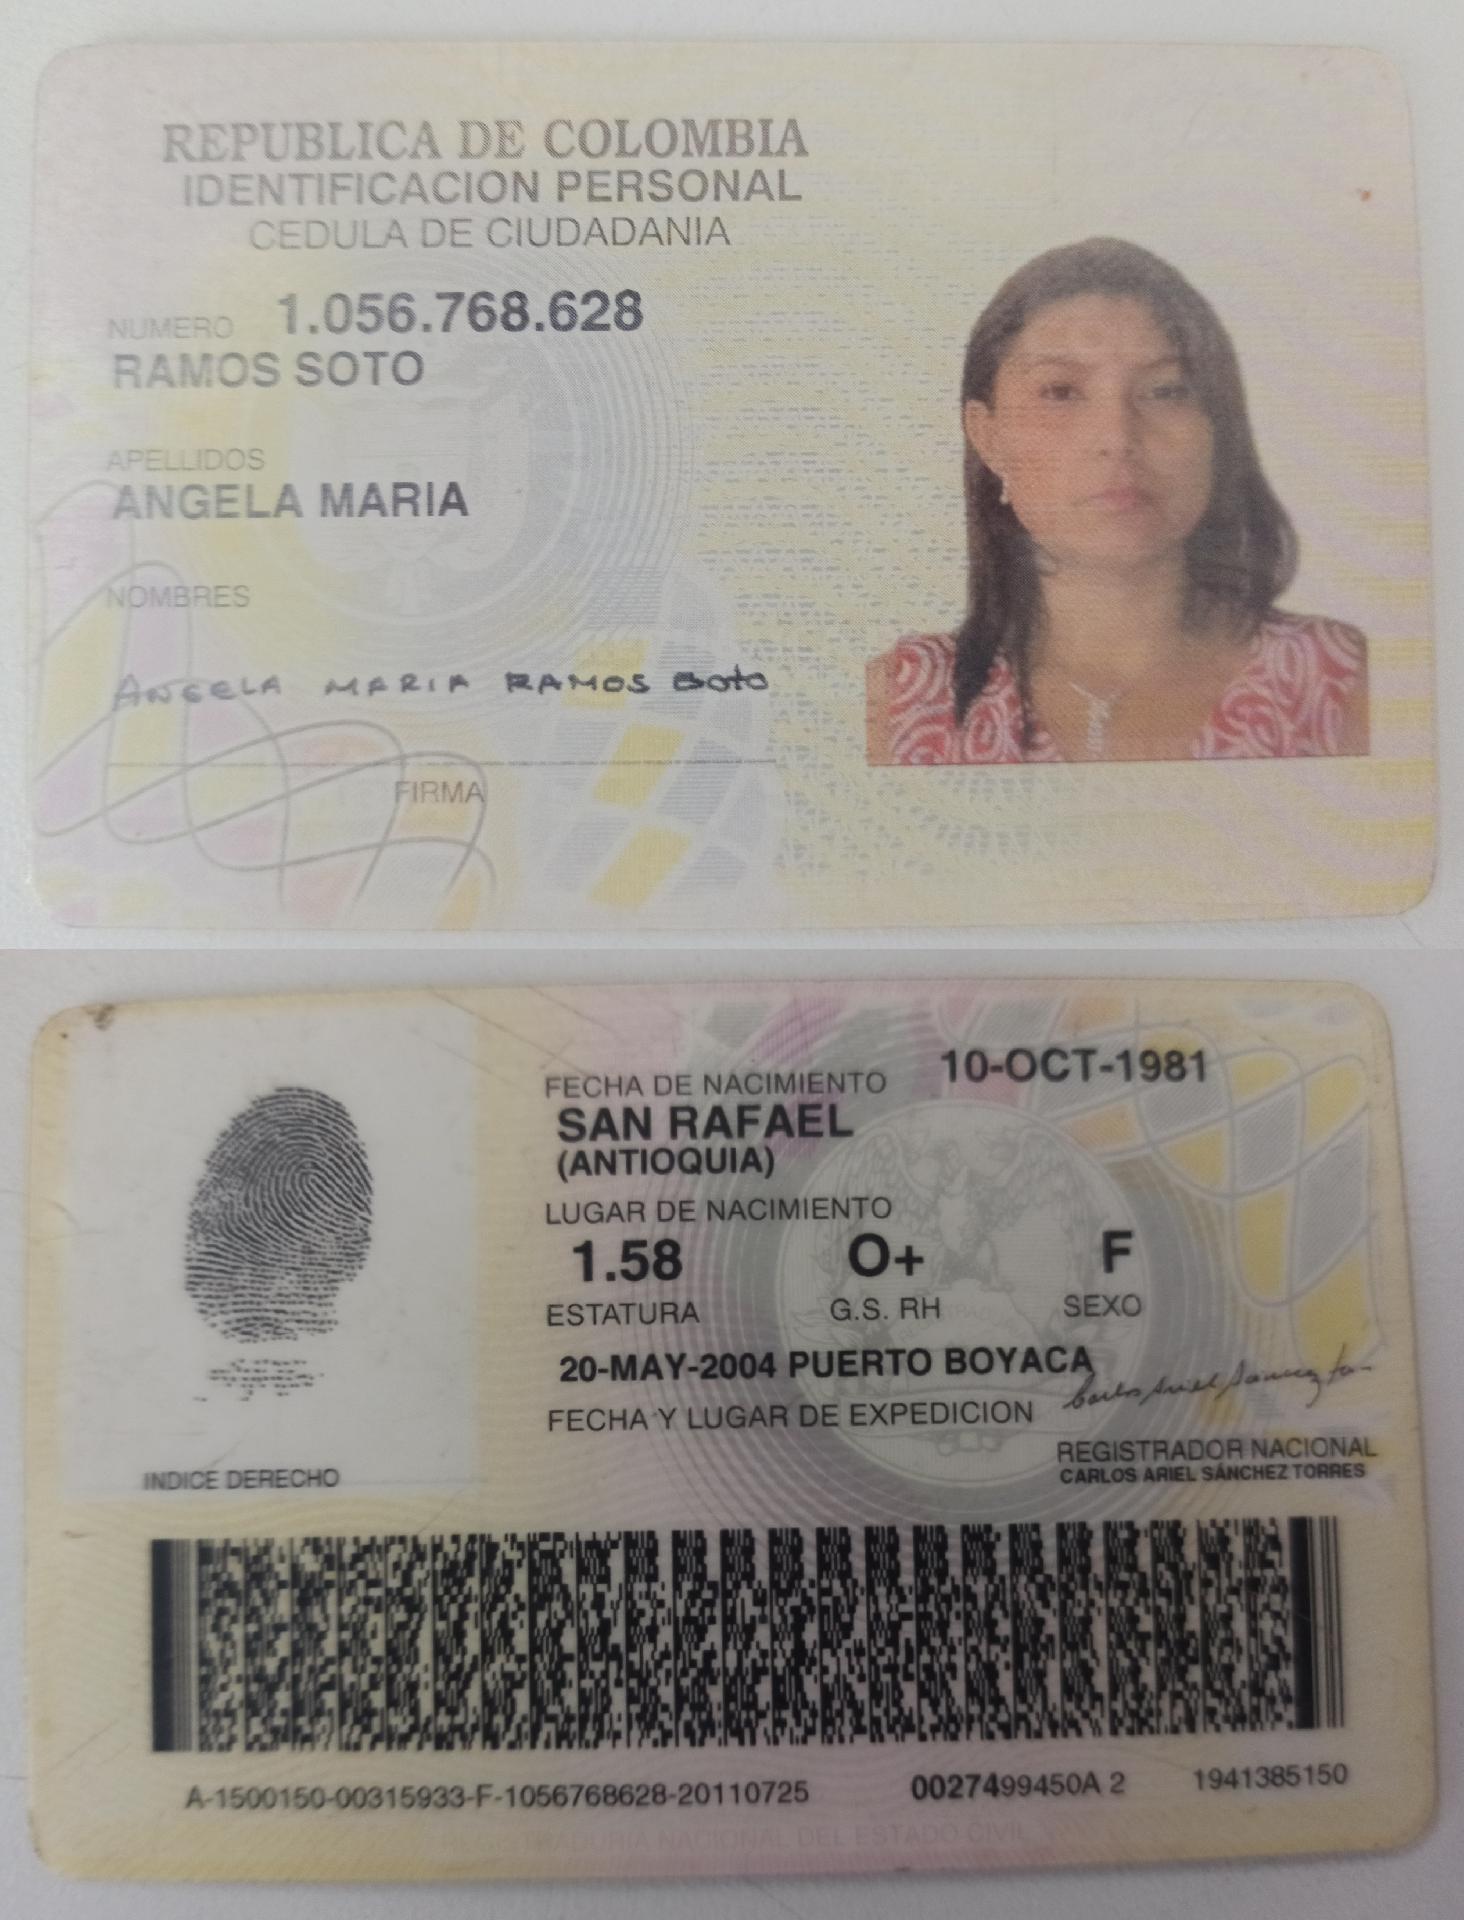 REPUBLICA DE COLOMBIA
IDENTIFICACION PERSONAL
CEDULA DE CIUDADANIA
NUMERO 1.056.768.628
RAMOS SOTO
APELLIDOS
ANGELA MARIA
NOMBRES
ANGELA MARIA RAMOS Soto
FIRMA
FECHA DE NACIMIENTO 10-OCT-1981
SAN RAFAEL
(ANTIOQUIA)
LUGAR DE NACIMIENTO
1.58 O+ F
ESTATURA G.S. RH SEXO
20-MAY-2004 PUERTO BOYACA
FECHA Y LUGAR DE EXPEDICION
Carlos Ariel Sánchez
REGISTRADOR NACIONAL
CARLOS ARIEL SÁNCHEZ TORRES
INDICE DERECHO
A-1500150-00315933-F-1056768628-20110725 0027499450A 2 1941385150
REGISTRADURIA NACIONAL DEL ESTADO CIVIL